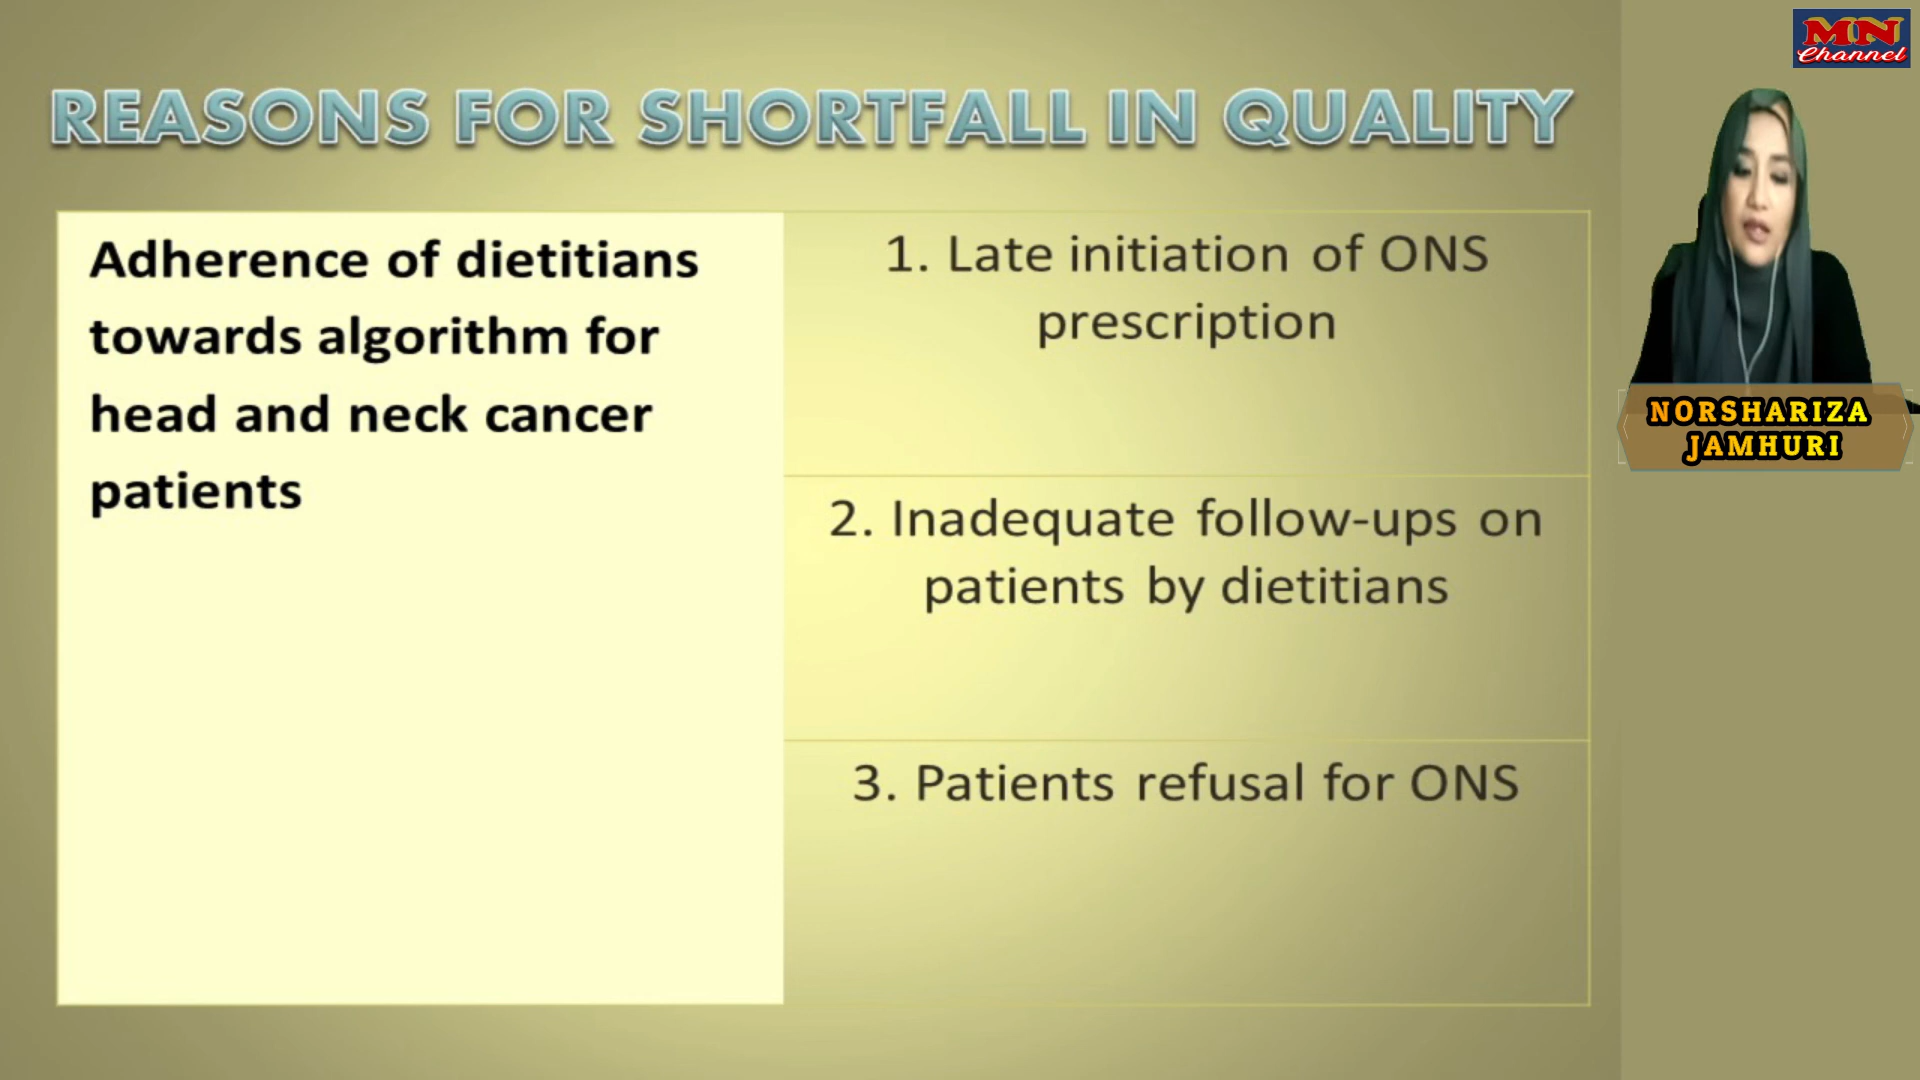 MN
Channel
REASONS FOR SHORTFALL IN QUALITY
Adherence of dietitians
towards algorithm for
head and neck cancer
patients
1. Late initiation of ONS
prescription
2. Inadequate follow-ups on
patients by dietitians
3. Patients refusal for ONS
NORSHARIZA
JAMHURI